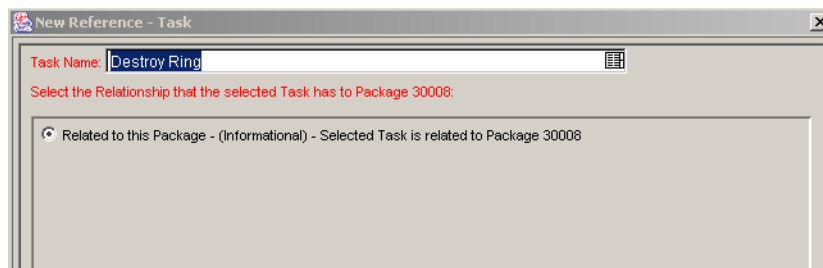 New Reference - Task
Task Name: Destroy Ring
Select the Relationship that the selected Task has to Package 30008:
Related to this Package - (Informational) - Selected Task is related to Package 30008